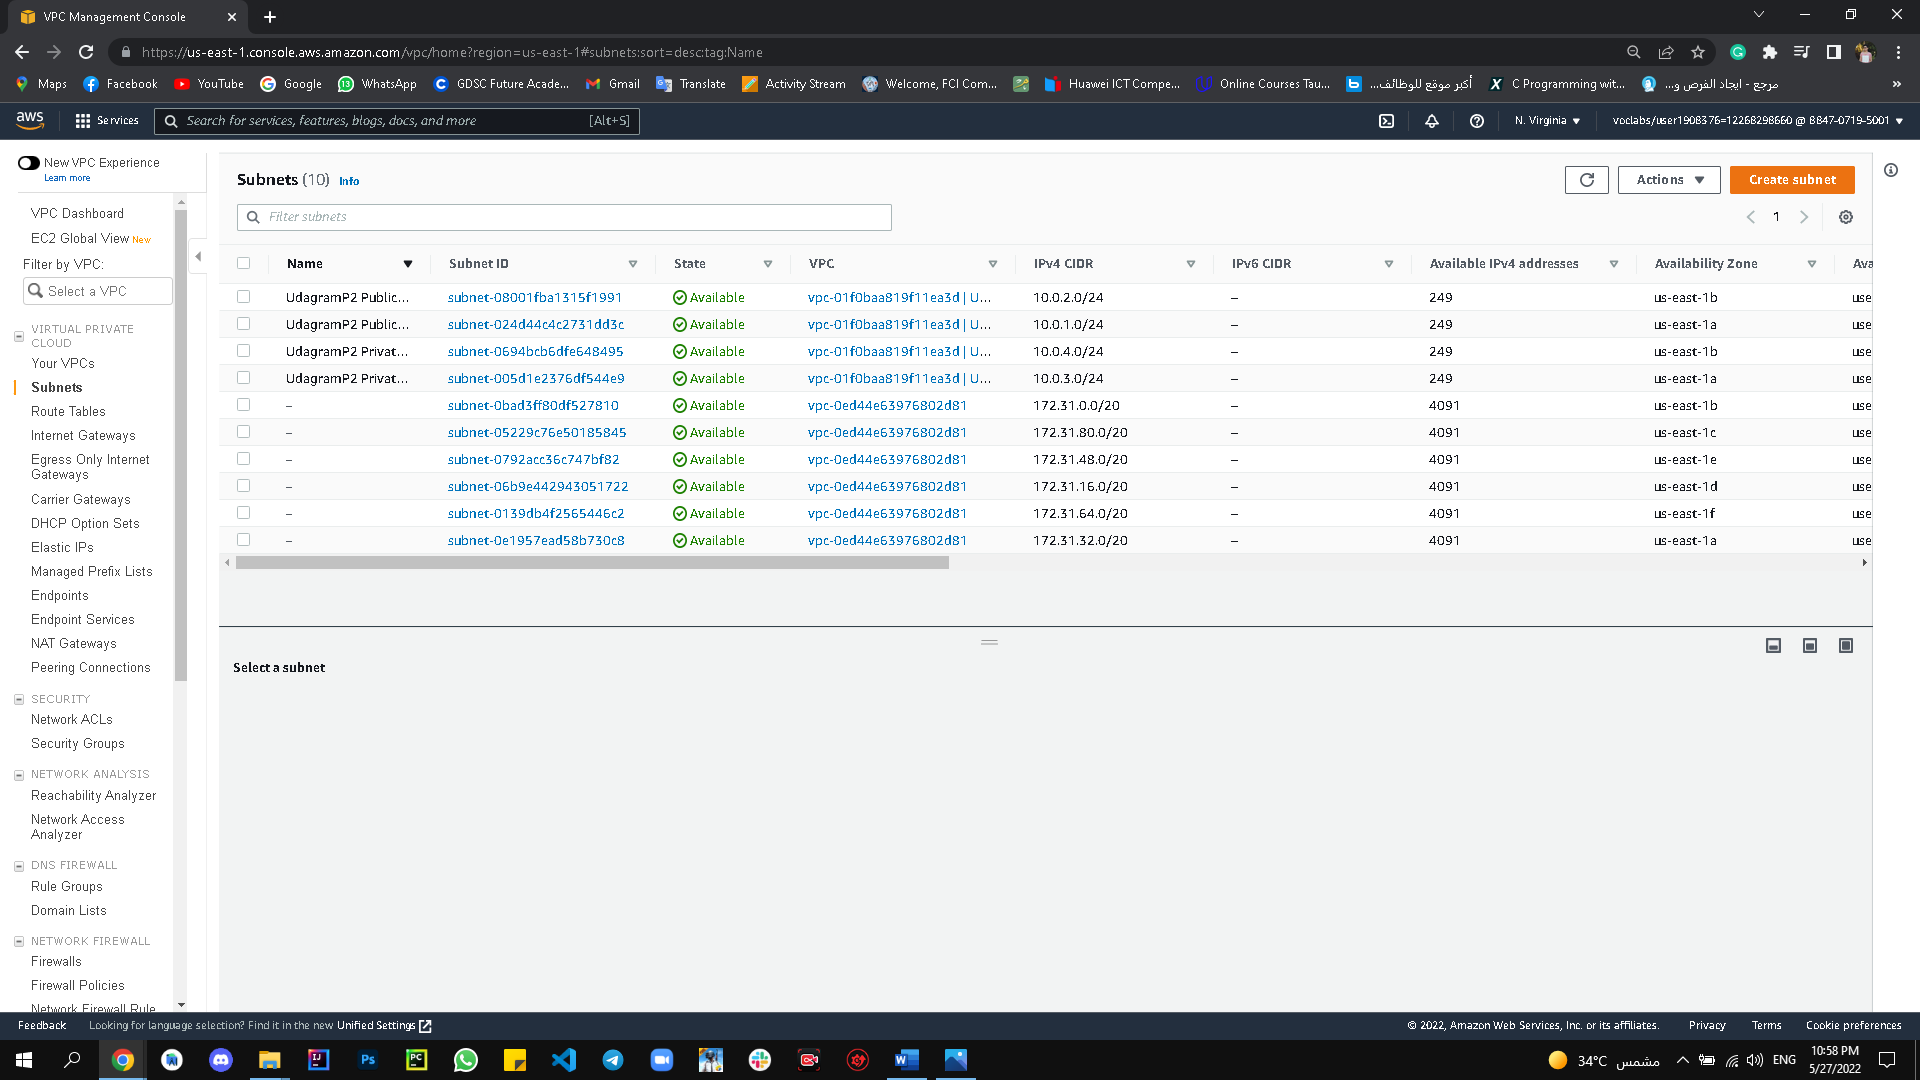 VPC Management Console
https://us-east-1.console.aws.amazon.com/vpc/home?region=us-east-1#subnets:sort=desc:tag:Name
Maps Facebook YouTube Google WhatsApp GDSC Future Acade... Gmail Translate Activity Stream Welcome, FCI Com... Huawei ICT Compe... Online Courses Tau... أكبر موقع للوظائف... C Programming wit... مرجع - ايجاد الفرص و... »
aws Services Search for services, features, blogs, docs, and more [Alt+S] N. Virginia voclabs/user1908376=12268298660 @ 8847-0719-5001
New VPC Experience
Learn more
VPC Dashboard
EC2 Global View New
Filter by VPC:
Select a VPC
VIRTUAL PRIVATE
CLOUD
Your VPCs
Subnets
Route Tables
Internet Gateways
Egress Only Internet
Gateways
Carrier Gateways
DHCP Option Sets
Elastic IPs
Managed Prefix Lists
Endpoints
Endpoint Services
NAT Gateways
Peering Connections
SECURITY
Network ACLs
Security Groups
NETWORK ANALYSIS
Reachability Analyzer
Network Access
Analyzer
DNS FIREWALL
Rule Groups
Domain Lists
NETWORK FIREWALL
Firewalls
Firewall Policies
Network Firewall Rule
Subnets (10) Info
Actions Create subnet
Filter subnets
1
Name Subnet ID State VPC IPv4 CIDR IPv6 CIDR Available IPv4 addresses Availability Zone Ava
UdagramP2 Public... subnet-08001fba1315f1991 Available vpc-01f0baa819f11ea3d | U... 10.0.2.0/24 – 249 us-east-1b use
UdagramP2 Public... subnet-024d44c4c2731dd3c Available vpc-01f0baa819f11ea3d | U... 10.0.1.0/24 – 249 us-east-1a use
UdagramP2 Privat... subnet-0694bcb6dfe648495 Available vpc-01f0baa819f11ea3d | U... 10.0.4.0/24 – 249 us-east-1b use
UdagramP2 Privat... subnet-005d1e2376df544e9 Available vpc-01f0baa819f11ea3d | U... 10.0.3.0/24 – 249 us-east-1a use
– subnet-0bad3ff80df527810 Available vpc-0ed44e63976802d81 172.31.0.0/20 – 4091 us-east-1b use
– subnet-05229c76e50185845 Available vpc-0ed44e63976802d81 172.31.80.0/20 – 4091 us-east-1c use
– subnet-0792acc36c747bf82 Available vpc-0ed44e63976802d81 172.31.48.0/20 – 4091 us-east-1e use
– subnet-06b9e442943051722 Available vpc-0ed44e63976802d81 172.31.16.0/20 – 4091 us-east-1d use
– subnet-0139db4f2565446c2 Available vpc-0ed44e63976802d81 172.31.64.0/20 – 4091 us-east-1f use
– subnet-0e1957ead58b730c8 Available vpc-0ed44e63976802d81 172.31.32.0/20 – 4091 us-east-1a use
Select a subnet
Feedback Looking for language selection? Find it in the new Unified Settings © 2022, Amazon Web Services, Inc. or its affiliates. Privacy Terms Cookie preferences
34°C مشمس ENG 10:58 PM
5/27/2022